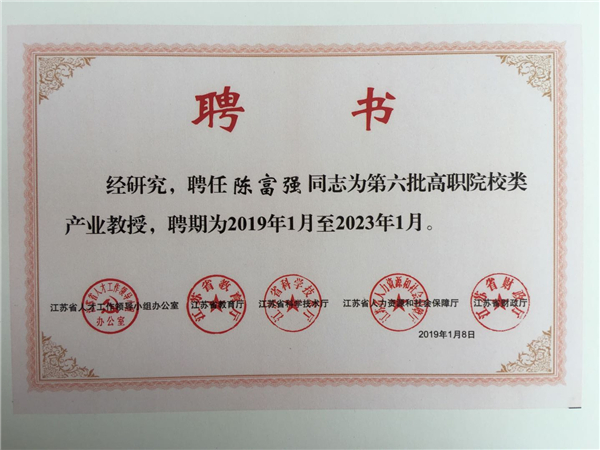 聘 书
经研究，聘任陈富强同志为第六批高职院校类
产业教授，聘期为2019年1月至2023年1月。
江苏省人才工作领导小组办公室 江苏省教育厅 江苏省科学技术厅 江苏省人力资源和社会保障厅 江苏省财政厅
2019年1月8日